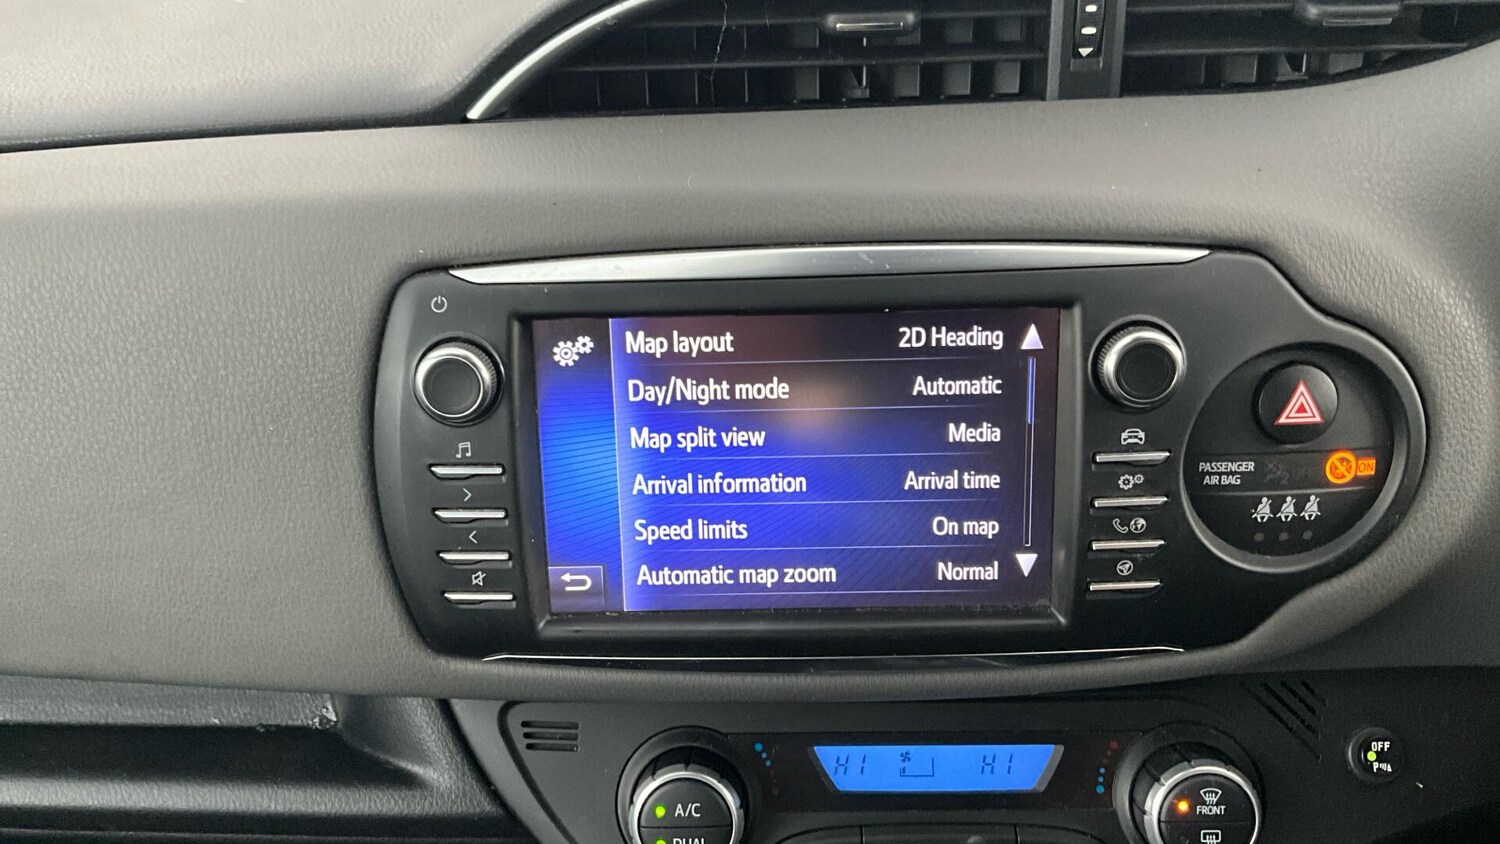 Map layout 2D Heading
Day/Night mode Automatic
Map split view Media
Arrival information Arrival time
Speed limits On map
Automatic map zoom Normal
PASSENGER
AIR BAG
ON
HI HI
A/C
DUAL
FRONT
OFF